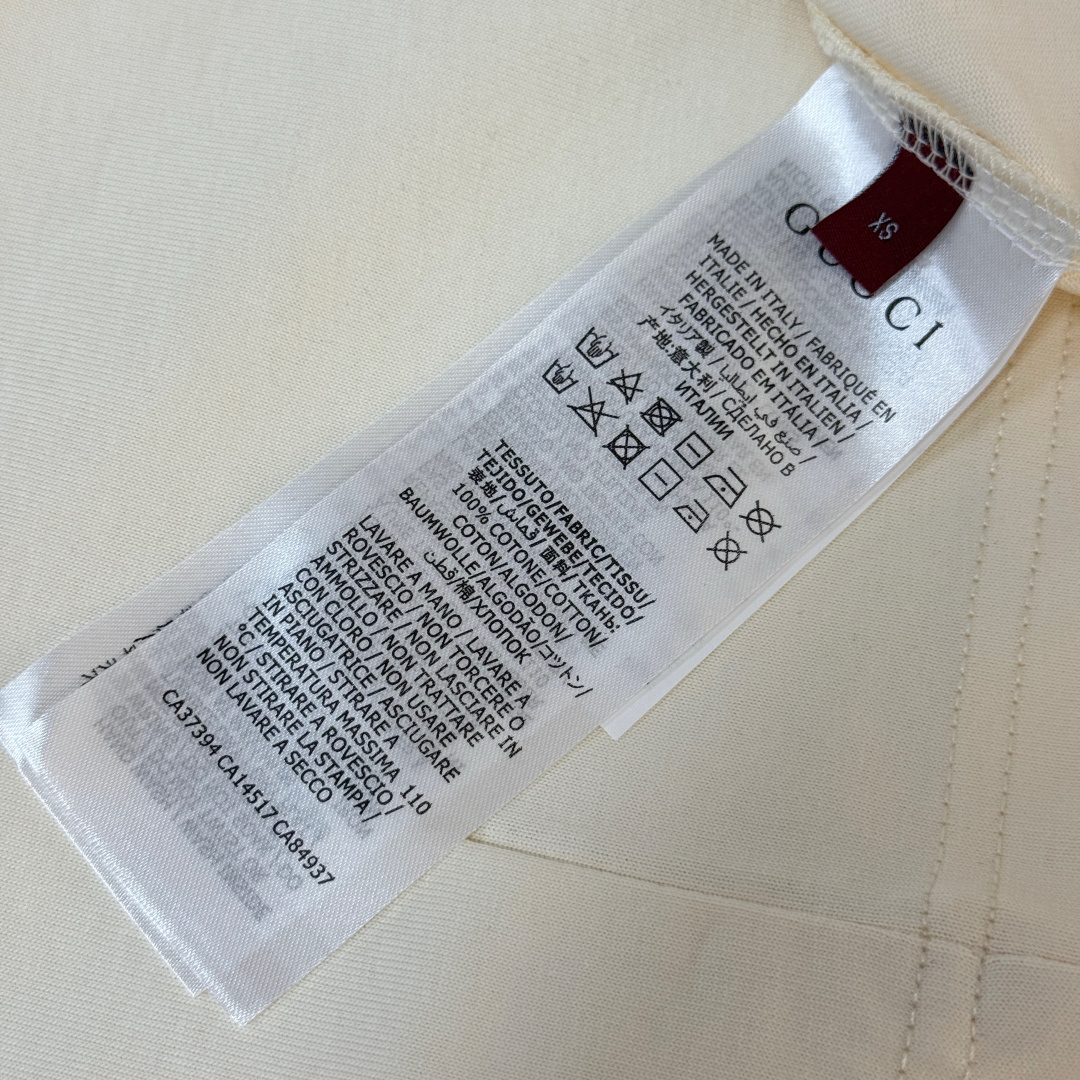 XS
GUCCI
MADE IN ITALY / FABRIQUÉ EN
ITALIE / HECHO EN ITALIA /
HERGESTELLT IN ITALIEN /
FABRICADO EM ITÁLIA /
イタリア製 / صنع في إيطاليا /
产地:意大利 / СДЕЛАНО В
ИТАЛИИ
TESSUTO/FABRIC/TISSU/
TEJIDO/GEWEBE/TECIDO/
表地/قماش/面料/ТКАНЬ:
100% COTONE/COTTON/
COTON/ALGODON/
BAUMWOLLE/ALGODÃO/コットン/
قطن/棉/ХЛОПОК
LAVARE A MANO / LAVARE A
ROVESCIO / NON TORCERE O
STRIZZARE / NON LASCIARE IN
AMMOLLO / NON TRATTARE
CON CLORO / NON USARE
ASCIUGATRICE / ASCIUGARE
IN PIANO / STIRARE A
TEMPERATURA MASSIMA 110
°C / STIRARE A ROVESCIO /
NON STIRARE LA STAMPA /
NON LAVARE A SECCO
CA37394 CA14517 CA84937